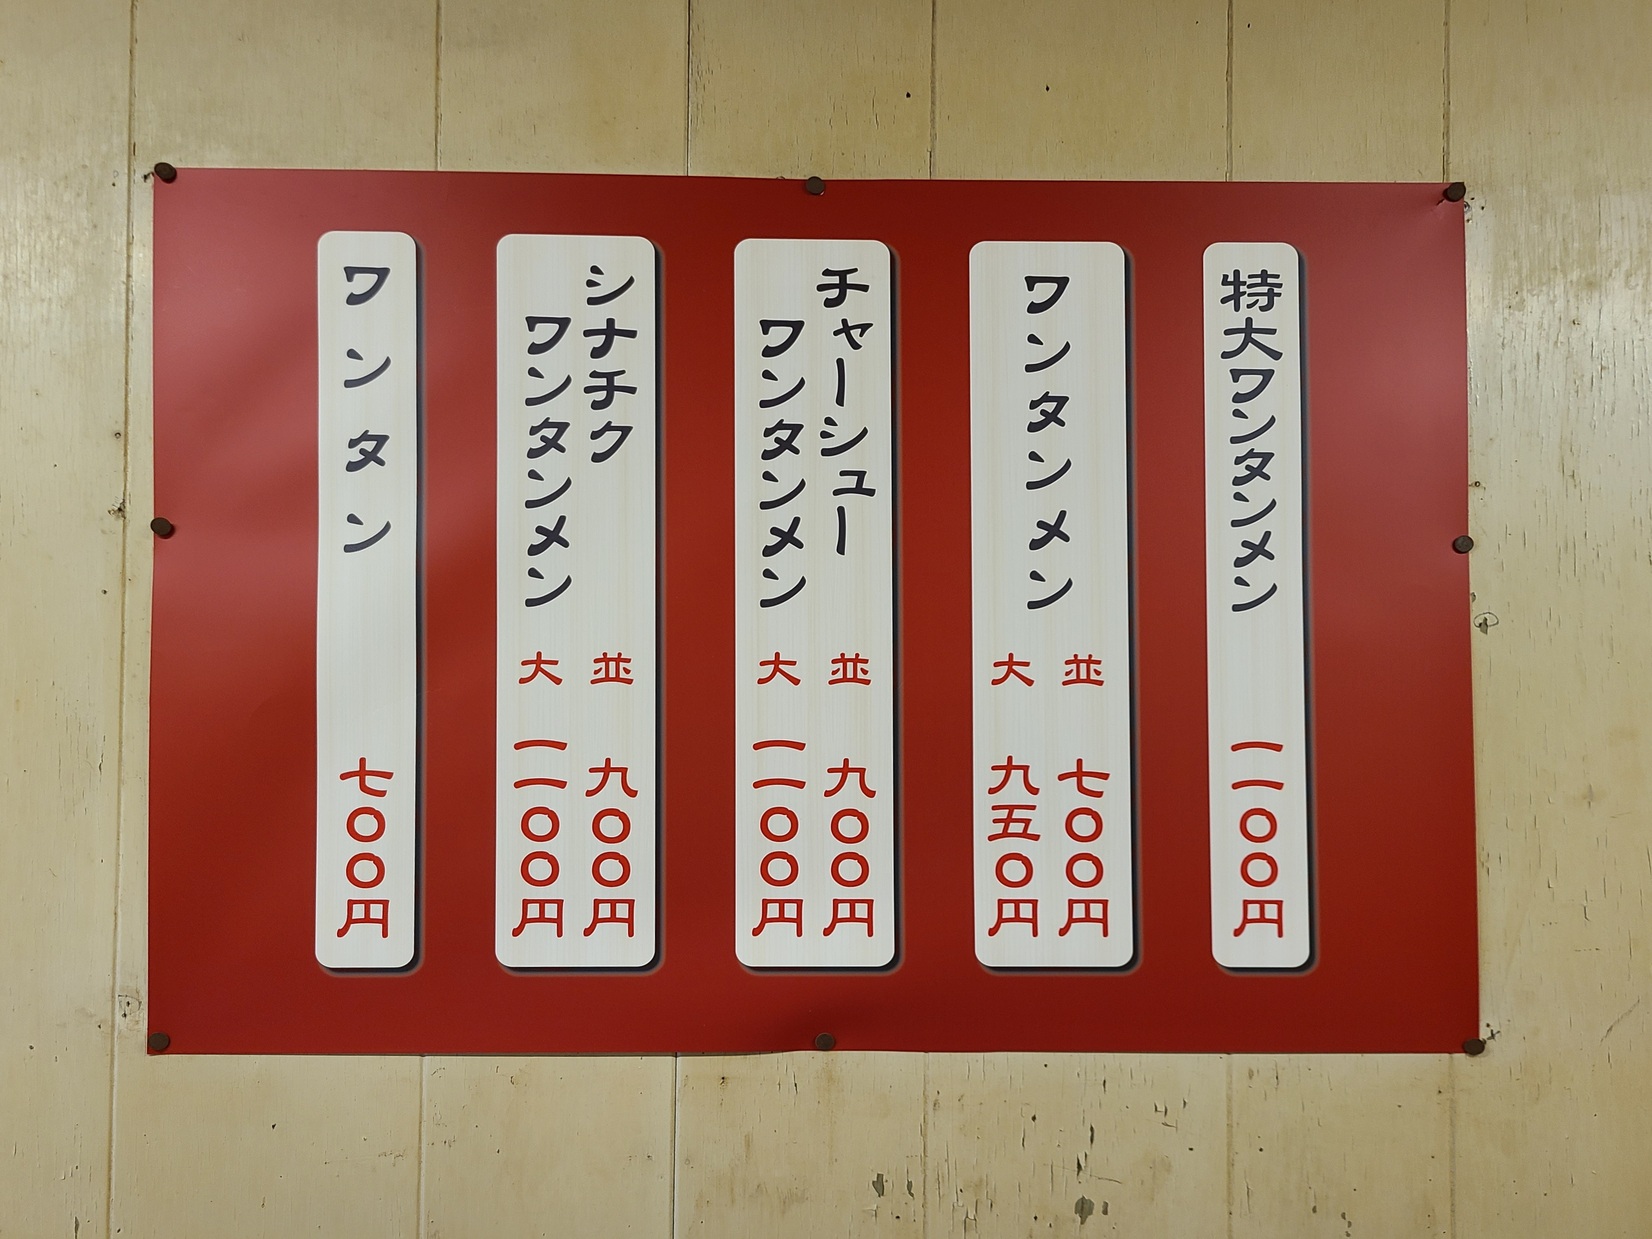 特大ワンタンメン
一一〇〇円
ワンタンメン
並 七〇〇円
大 九五〇円
チャーシュー
ワンタンメン
並 九〇〇円
大 一一〇〇円
シナチク
ワンタンメン
並 九〇〇円
大 一一〇〇円
ワンタン
七〇〇円